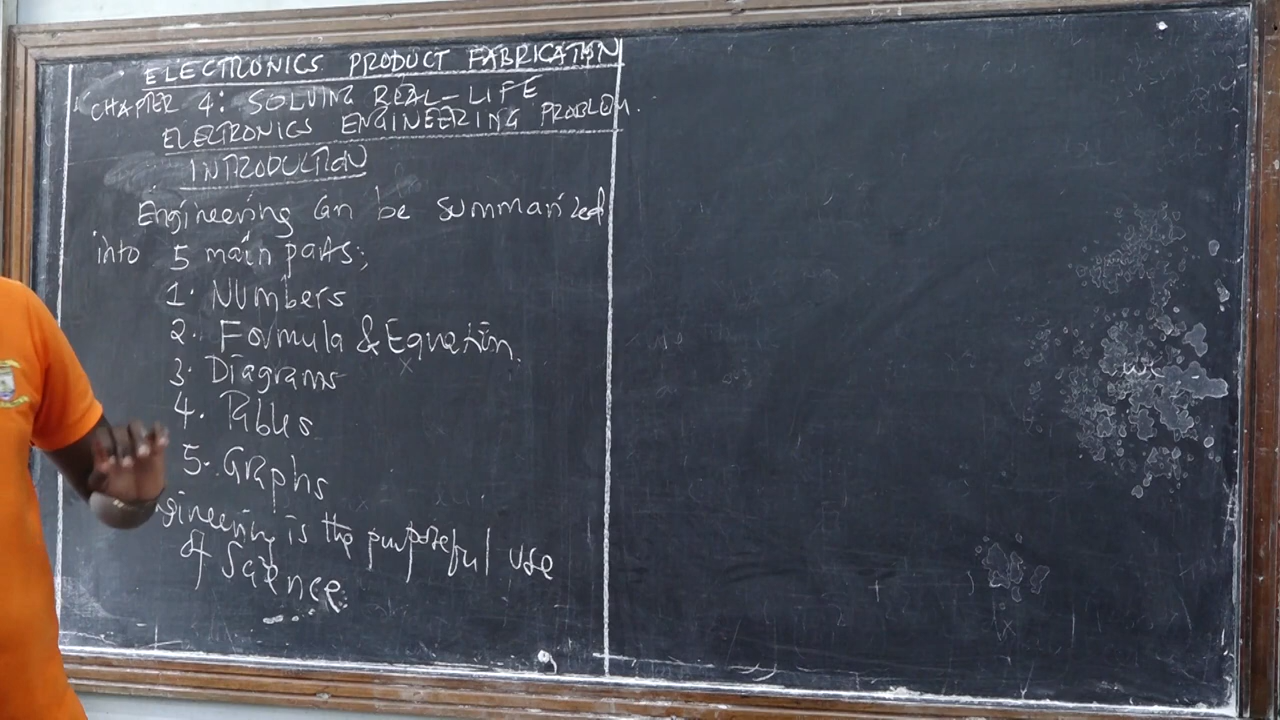 ELECTRONICS PRODUCT FABRICATION
CHAPTER 4: SOLVING REAL-LIFE
ELECTRONICS ENGINEERING PROBLEM.
INTRODUCTION
Engineering Can be summarized
into 5 main parts;
1. Numbers
2. Formula & Equation.
3. Diagrams
4. Tables
5. Graphs
gineering is the purposeful use
of Science